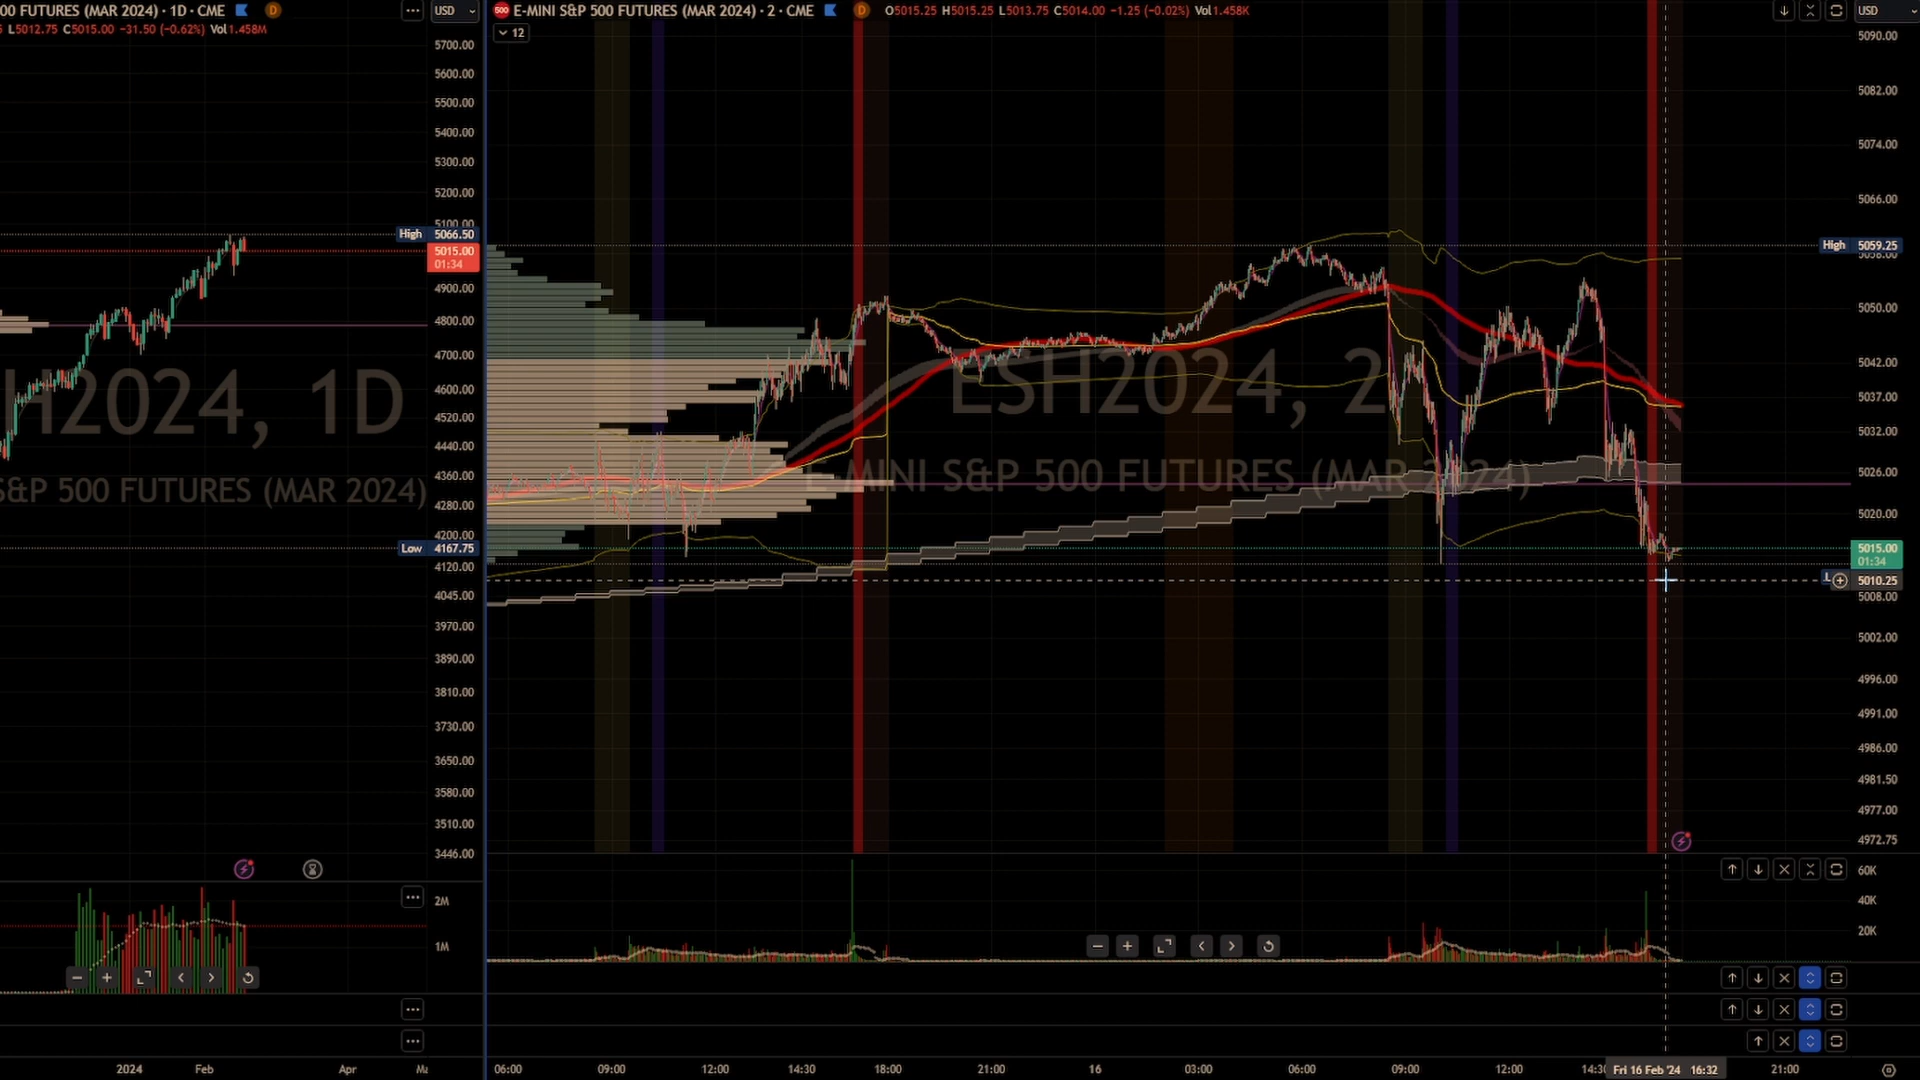 00 FUTURES (MAR 2024) · 1D · CME D
L5012.75 C5015.00 −31.50 (−0.62%) Vol1.458M
USD
5700.00
5600.00
5500.00
5400.00
5300.00
5200.00
5100.00
High 5066.50
5015.00
01:34
4900.00
4800.00
4700.00
4600.00
4520.00
4440.00
4360.00
4280.00
4200.00
Low 4167.75
4120.00
4045.00
3970.00
3890.00
3810.00
3730.00
3650.00
3580.00
3510.00
3446.00
H2024, 1D
S&P 500 FUTURES (MAR 2024)
2M
1M
2024 Feb Apr
500 E-MINI S&P 500 FUTURES (MAR 2024) · 2 · CME D O5015.25 H5015.25 L5013.75 C5014.00 −1.25 (−0.02%) Vol1.458K
12
USD
ESH2024, 2
E-MINI S&P 500 FUTURES (MAR 2024)
5090.00
5082.00
5074.00
5066.00
High 5059.25
5058.00
5050.00
5042.00
5037.00
5032.00
5026.00
5020.00
5015.00
01:34
5010.25
5008.00
5002.00
4996.00
4991.00
4986.00
4981.50
4977.00
4972.75
60K
40K
20K
06:00 09:00 12:00 14:30 18:00 21:00 16 03:00 06:00 09:00 12:00 14:30 Fri 16 Feb '24 16:32 21:00